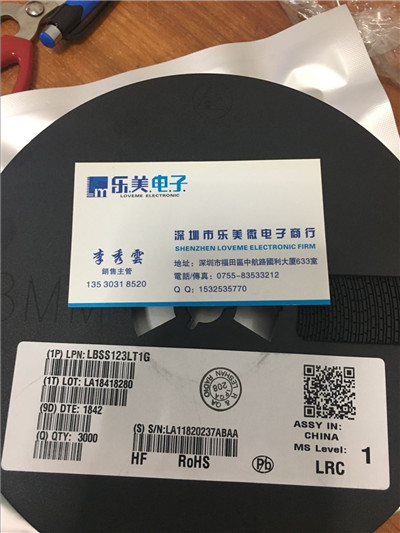 乐美电子
LOVEME ELECTRONIC
深圳市乐美微电子商行
SHENZHEN LOVEME ELECTRONIC FIRM
李秀雲
銷售主管
135 3031 8520
地址：深圳市福田區中航路國利大厦633室
電話/傳真：0755-83533212
Q Q：1532535770
(1P) LPN: LBSS123LT1G
(1T) LOT: LA18418280
(9D) DTE: 1842
(Q) QTY: 3000
(S) S/N:LA11820237ABAA
HF RoHS
Pb
ASSY IN:
CHINA
MS Level: 1
LRC